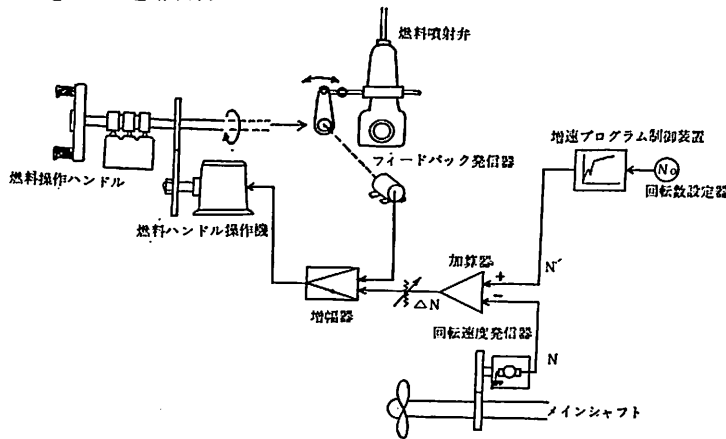 燃料噴射弁
増速プログラム制御装置
No
回転数設定器
フィードバック発信器
燃料操作ハンドル
燃料ハンドル操作機
加算器
+
N′
−
△N
増幅器
回転速度発信器
N
メインシャフト